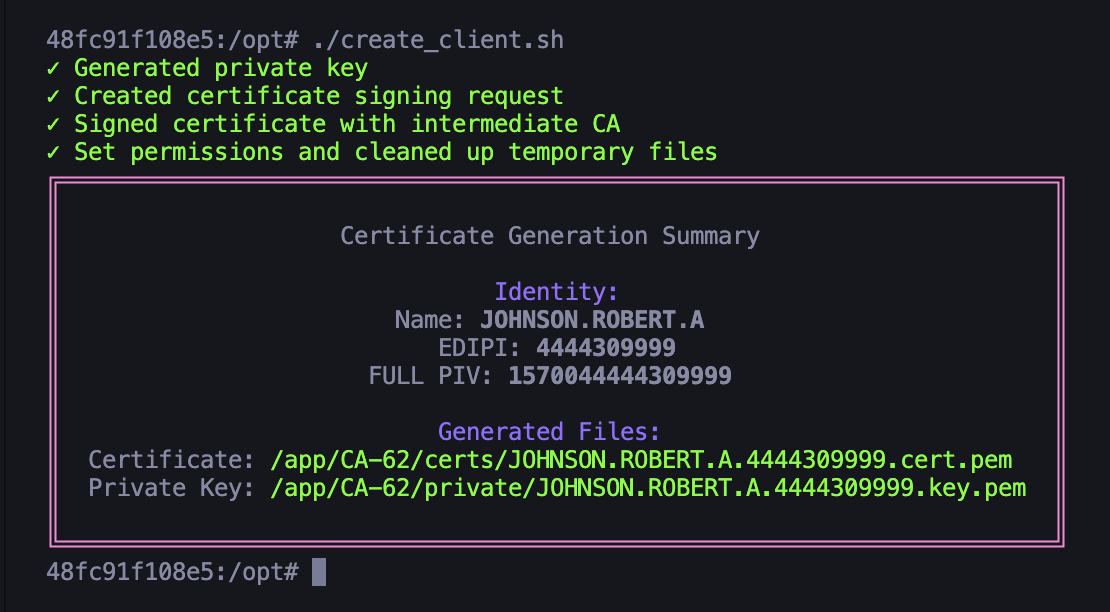 48fc91f108e5:/opt# ./create_client.sh
✓ Generated private key
✓ Created certificate signing request
✓ Signed certificate with intermediate CA
✓ Set permissions and cleaned up temporary files
Certificate Generation Summary
Identity:
Name: JOHNSON.ROBERT.A
EDIPI: 4444309999
FULL PIV: 1570044444309999
Generated Files:
Certificate: /app/CA-62/certs/JOHNSON.ROBERT.A.4444309999.cert.pem
Private Key: /app/CA-62/private/JOHNSON.ROBERT.A.4444309999.key.pem
48fc91f108e5:/opt#